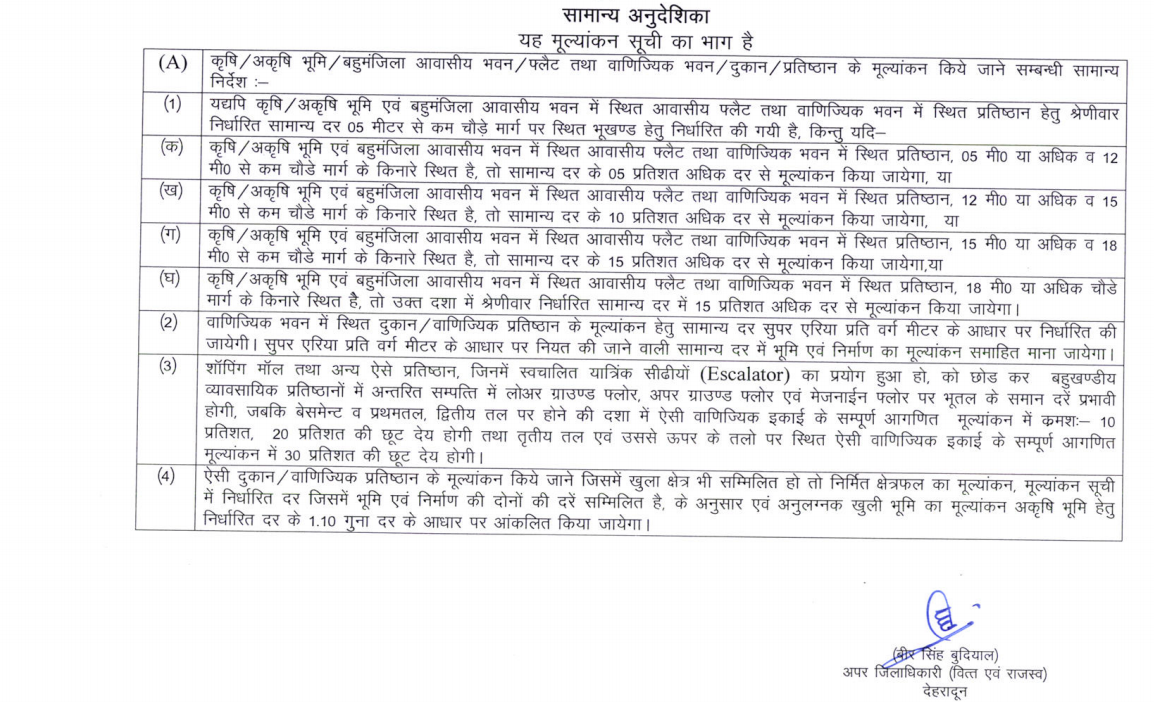 सामान्य अनुदेशिका
यह मूल्यांकन सूची का भाग है
(A) कृषि/अकृषि भूमि/बहुमंजिला आवासीय भवन/फ्लैट तथा वाणिज्यिक भवन/दुकान/प्रतिष्ठान के मूल्यांकन किये जाने सम्बन्धी सामान्य
निर्देश :–
(1) यद्यपि कृषि/अकृषि भूमि एवं बहुमंजिला आवासीय भवन में स्थित आवासीय फ्लैट तथा वाणिज्यिक भवन में स्थित प्रतिष्ठान हेतु श्रेणीवार
निर्धारित सामान्य दर 05 मीटर से कम चौड़े मार्ग पर स्थित भूखण्ड हेतु निर्धारित की गयी है, किन्तु यदि–
(क) कृषि/अकृषि भूमि एवं बहुमंजिला आवासीय भवन में स्थित आवासीय फ्लैट तथा वाणिज्यिक भवन में स्थित प्रतिष्ठान, 05 मी0 या अधिक व 12
मी0 से कम चौडे मार्ग के किनारे स्थित है, तो सामान्य दर के 05 प्रतिशत अधिक दर से मूल्यांकन किया जायेगा, या
(ख) कृषि/अकृषि भूमि एवं बहुमंजिला आवासीय भवन में स्थित आवासीय फ्लैट तथा वाणिज्यिक भवन में स्थित प्रतिष्ठान, 12 मी0 या अधिक व 15
मी0 से कम चौडे मार्ग के किनारे स्थित है, तो सामान्य दर के 10 प्रतिशत अधिक दर से मूल्यांकन किया जायेगा, या
(ग) कृषि/अकृषि भूमि एवं बहुमंजिला आवासीय भवन में स्थित आवासीय फ्लैट तथा वाणिज्यिक भवन में स्थित प्रतिष्ठान, 15 मी0 या अधिक व 18
मी0 से कम चौडे मार्ग के किनारे स्थित है, तो सामान्य दर के 15 प्रतिशत अधिक दर से मूल्यांकन किया जायेगा,या
(घ) कृषि/अकृषि भूमि एवं बहुमंजिला आवासीय भवन में स्थित आवासीय फ्लैट तथा वाणिज्यिक भवन में स्थित प्रतिष्ठान, 18 मी0 या अधिक चौडे
मार्ग के किनारे स्थित है, तो उक्त दशा में श्रेणीवार निर्धारित सामान्य दर में 15 प्रतिशत अधिक दर से मूल्यांकन किया जायेगा।
(2) वाणिज्यिक भवन में स्थित दुकान/वाणिज्यिक प्रतिष्ठान के मूल्यांकन हेतु सामान्य दर सुपर एरिया प्रति वर्ग मीटर के आधार पर निर्धारित की
जायेगी। सुपर एरिया प्रति वर्ग मीटर के आधार पर नियत की जाने वाली सामान्य दर में भूमि एवं निर्माण का मूल्यांकन समाहित माना जायेगा।
(3) शॉपिंग मॉल तथा अन्य ऐसे प्रतिष्ठान, जिनमें स्वचालित यात्रिंक सीढीयों (Escalator) का प्रयोग हुआ हो, को छोड कर बहुखण्डीय
व्यावसायिक प्रतिष्ठानों में अन्तरित सम्पत्ति में लोअर ग्राउण्ड फ्लोर, अपर ग्राउण्ड फ्लोर एवं मेजनाईन फ्लोर पर भूतल के समान दरें प्रभावी
होगी, जबकि बेसमेन्ट व प्रथमतल, द्वितीय तल पर होने की दशा में ऐसी वाणिज्यिक इकाई के सम्पूर्ण आगणित मूल्यांकन में क्रमशः– 10
प्रतिशत, 20 प्रतिशत की छूट देय होगी तथा तृतीय तल एवं उससे ऊपर के तलो पर स्थित ऐसी वाणिज्यिक इकाई के सम्पूर्ण आगणित
मूल्यांकन में 30 प्रतिशत की छूट देय होगी।
(4) ऐसी दुकान/वाणिज्यिक प्रतिष्ठान के मूल्यांकन किये जाने जिसमें खुला क्षेत्र भी सम्मिलित हो तो निर्मित क्षेत्रफल का मूल्यांकन, मूल्यांकन सूची
में निर्धारित दर जिसमें भूमि एवं निर्माण की दोनों की दरें सम्मिलित है, के अनुसार एवं अनुलग्नक खुली भूमि का मूल्यांकन अकृषि भूमि हेतु
निर्धारित दर के 1.10 गुना दर के आधार पर आंकलित किया जायेगा।
(बीर सिंह बुदियाल)
अपर जिलाधिकारी (वित्त एवं राजस्व)
देहरादून